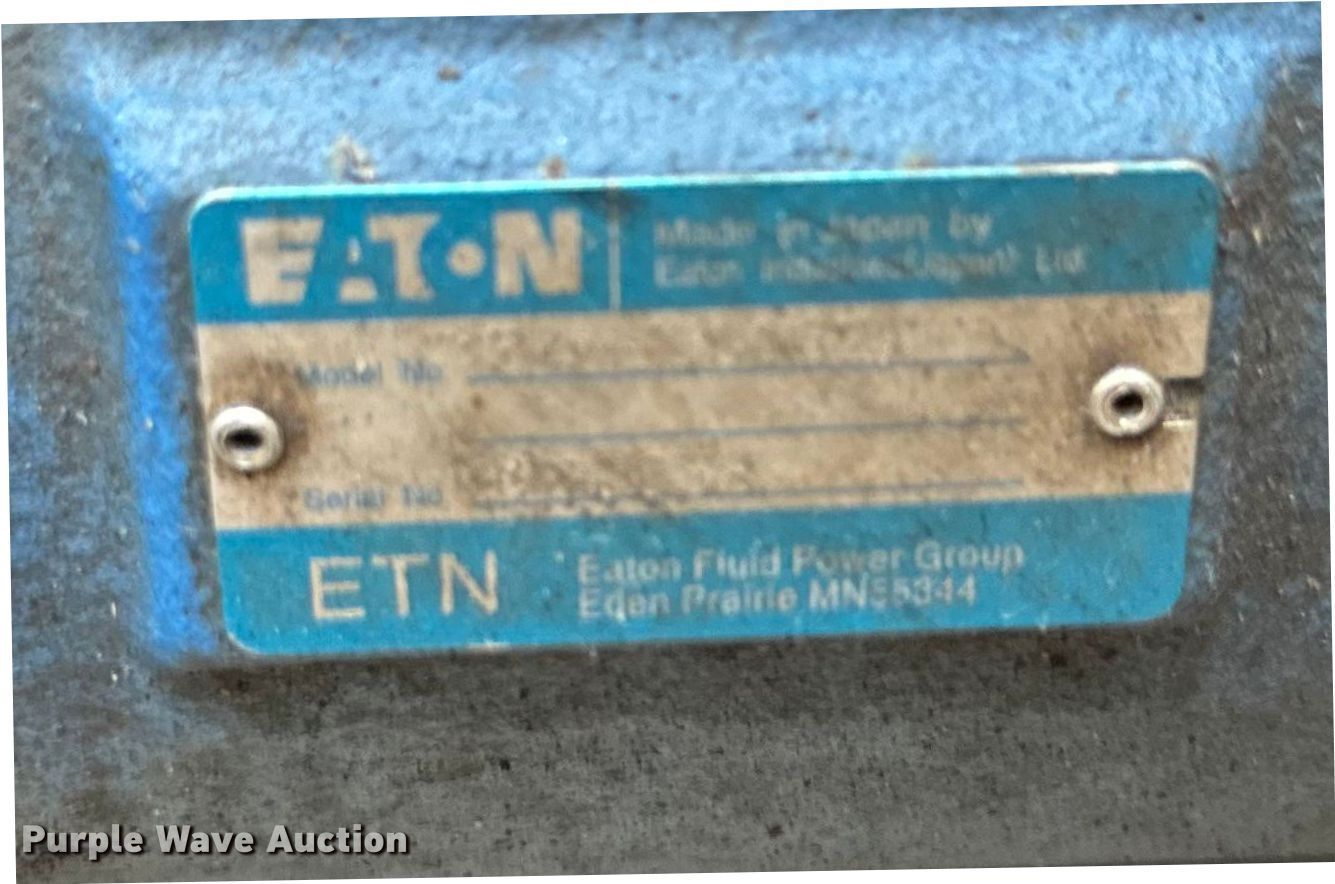 EATON
Made in Japan by
Eaton Industries(Japan) Ltd
Model No
Serial No
ETN
Eaton Fluid Power Group
Eden Prairie MN55344
Purple Wave Auction